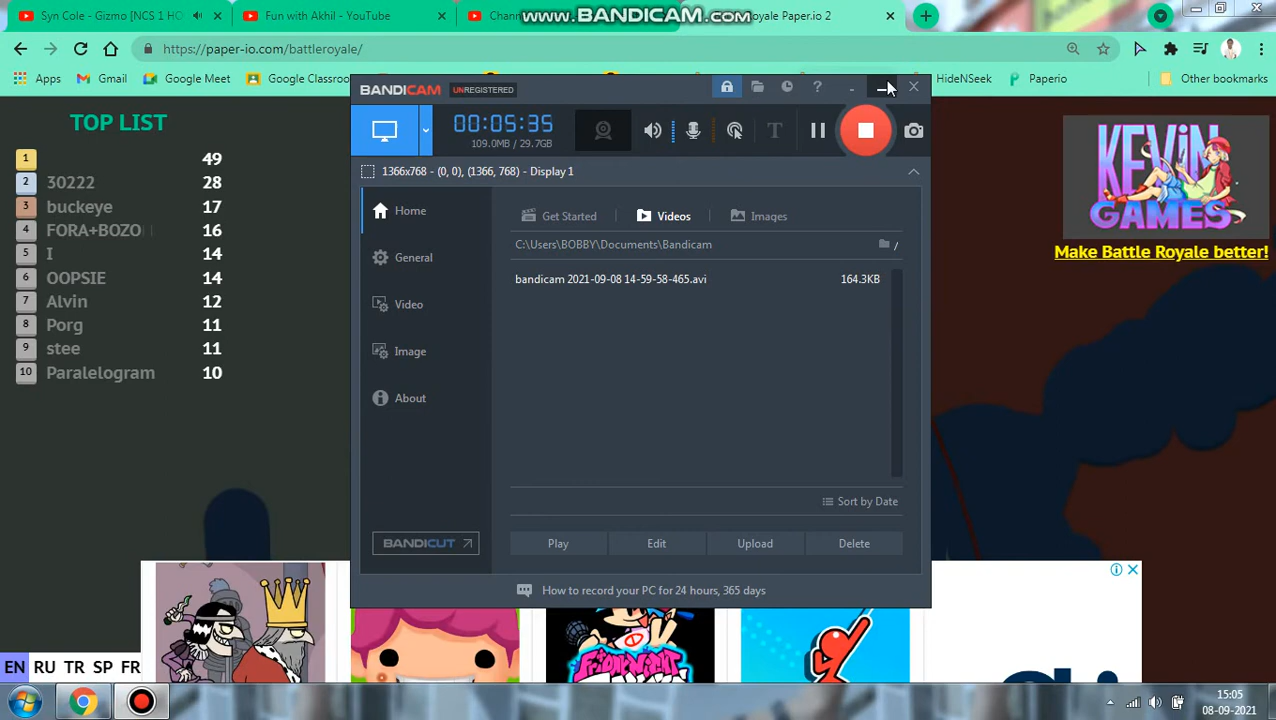 Syn Cole - Gizmo [NCS 1 HO
Fun with Akhil - YouTube
Chann
www.BANDICAM.com
Royale Paper.io 2
https://paper-io.com/battleroyale/
Apps
Gmail
Google Meet
Google Classroo
HideNSeek
Paperio
Other bookmarks
BANDICAM UNREGISTERED
00:05:35
109.0MB / 29.7GB
1366x768 - (0, 0), (1366, 768) - Display 1
Home
General
Video
Image
About
BANDICUT
Get Started
Videos
Images
C:\Users\BOBBY\Documents\Bandicam
bandicam 2021-09-08 14-59-58-465.avi 164.3KB
Sort by Date
Play Edit Upload Delete
How to record your PC for 24 hours, 365 days
TOP LIST
1 49
2 30222 28
3 buckeye 17
4 FORA+BOZO 16
5 I 14
6 OOPSIE 14
7 Alvin 12
8 Porg 11
9 stee 11
10 Paralelogram 10
KEVIN
GAMES
Make Battle Royale better!
EN RU TR SP FR
15:05
08-09-2021